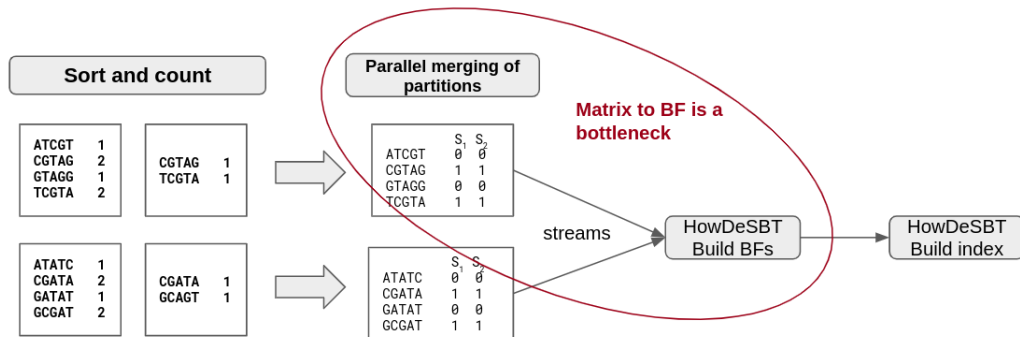 Sort and count
Parallel merging of
partitions
Matrix to BF is a
bottleneck
ATCGT 1
CGTAG 2
GTAGG 1
TCGTA 2
CGTAG 1
TCGTA 1
S1 S2
ATCGT 0 0
CGTAG 1 1
GTAGG 0 0
TCGTA 1 1
streams
HowDeSBT
Build BFs
HowDeSBT
Build index
ATATC 1
CGATA 2
GATAT 1
GCGAT 2
CGATA 1
GCAGT 1
S1 S2
ATATC 0 0
CGATA 1 1
GATAT 0 0
GCGAT 1 1